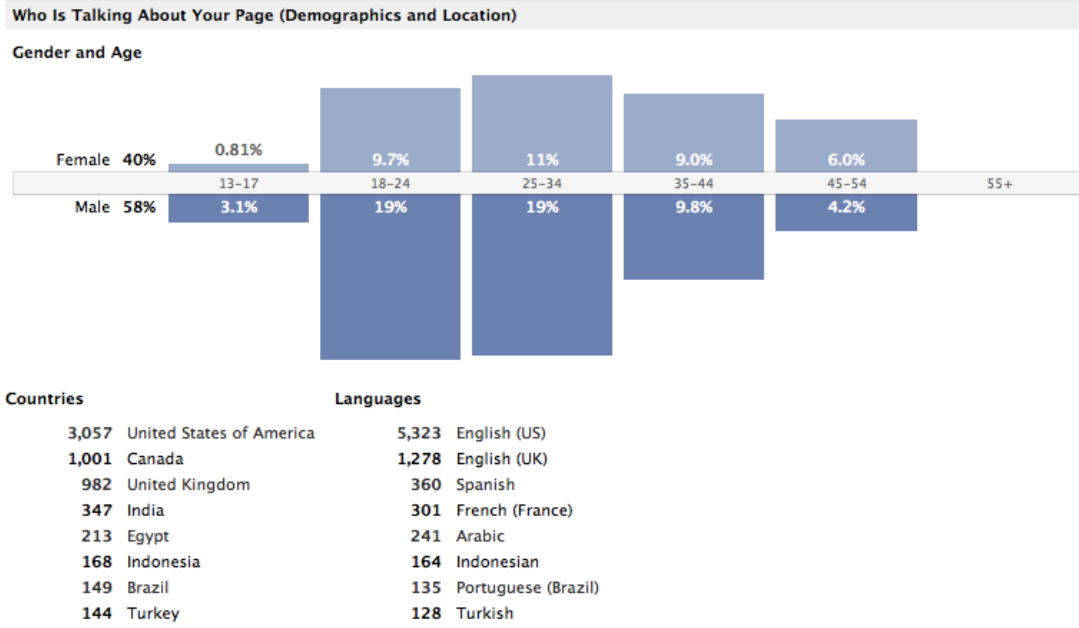 Who Is Talking About Your Page (Demographics and Location)
Gender and Age
Female 40% 0.81% 9.7% 11% 9.0% 6.0%
13-17 18-24 25-34 35-44 45-54 55+
Male 58% 3.1% 19% 19% 9.8% 4.2%
Countries Languages
3,057 United States of America 5,323 English (US)
1,001 Canada 1,278 English (UK)
982 United Kingdom 360 Spanish
347 India 301 French (France)
213 Egypt 241 Arabic
168 Indonesia 164 Indonesian
149 Brazil 135 Portuguese (Brazil)
144 Turkey 128 Turkish